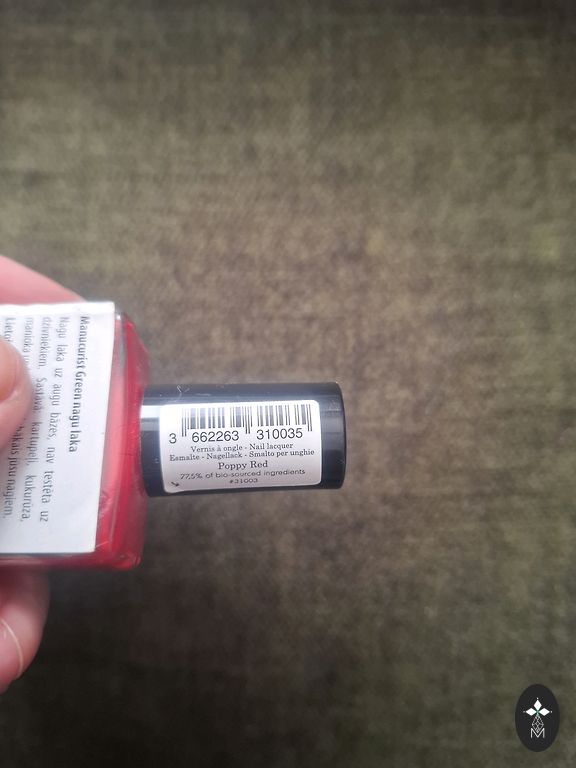 Manucurist Green nagu laka
Nagu laka uz augu bāzes, nav testēta uz
dzīvniekiem. Sastāvā kartupeļi, kukurūza,
manioka
3 662263 310035
Vernis à ongle - Nail lacquer
Esmalte - Nagellack - Smalto per unghie
Poppy Red
77,5% of bio-sourced ingredients
#31003
M